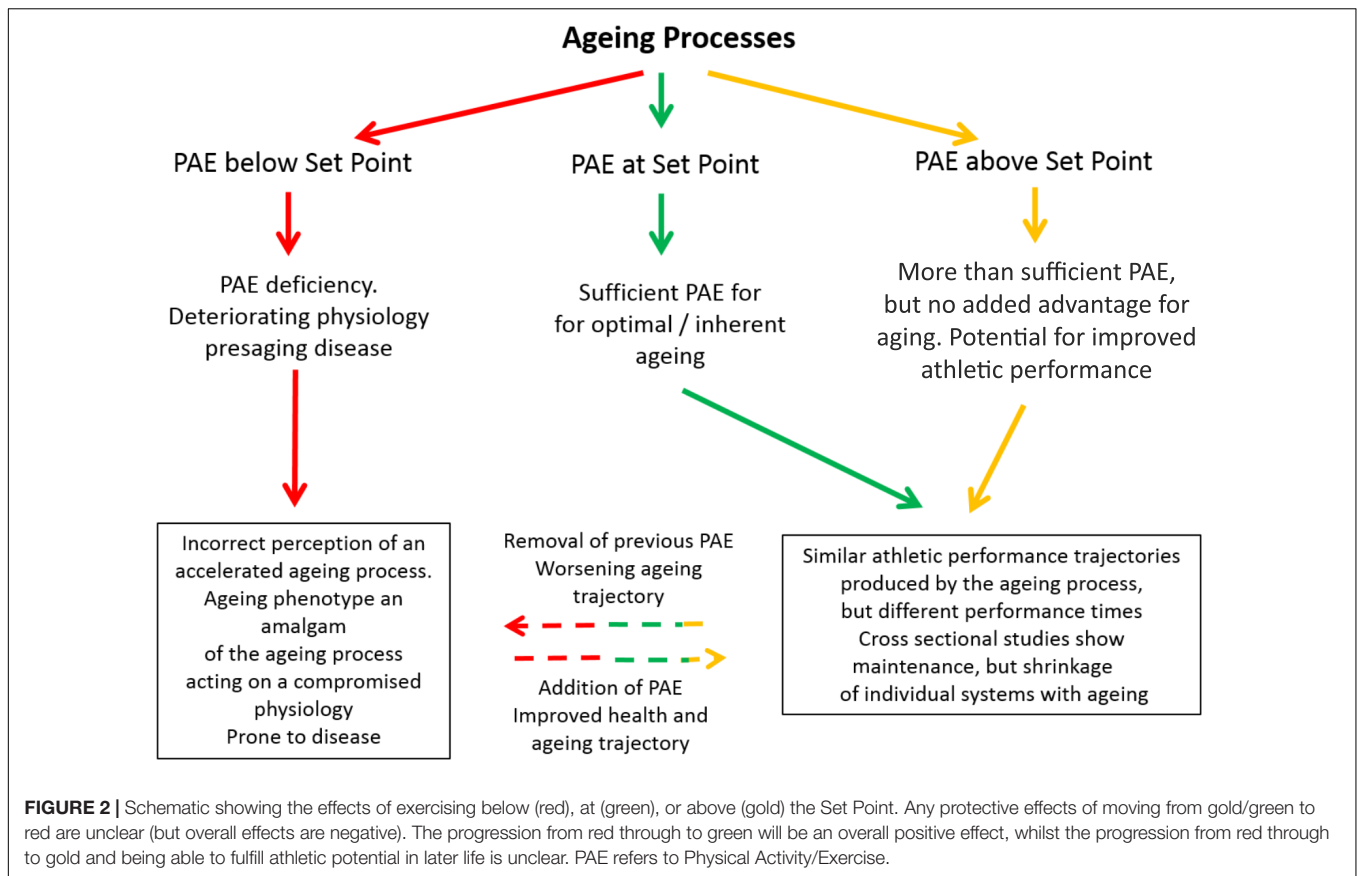 Ageing Processes
PAE below Set Point
PAE at Set Point
PAE above Set Point
PAE deficiency.
Deteriorating physiology
presaging disease
Sufficient PAE for
for optimal / inherent
ageing
More than sufficient PAE,
but no added advantage for
aging. Potential for improved
athletic performance
Incorrect perception of an
accelerated ageing process.
Ageing phenotype an
amalgam
of the ageing process
acting on a compromised
physiology
Prone to disease
Removal of previous PAE
Worsening ageing
trajectory
Addition of PAE
Improved health and
ageing trajectory
Similar athletic performance trajectories
produced by the ageing process,
but different performance times
Cross sectional studies show
maintenance, but shrinkage
of individual systems with ageing
FIGURE 2 | Schematic showing the effects of exercising below (red), at (green), or above (gold) the Set Point. Any protective effects of moving from gold/green to
red are unclear (but overall effects are negative). The progression from red through to green will be an overall positive effect, whilst the progression from red through
to gold and being able to fulfill athletic potential in later life is unclear. PAE refers to Physical Activity/Exercise.